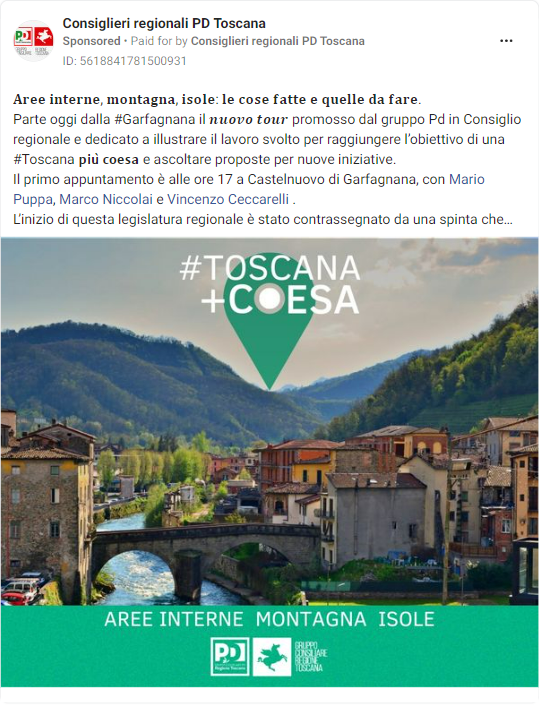 Consiglieri regionali PD Toscana
Sponsored • Paid for by Consiglieri regionali PD Toscana
ID: 5618841781500931
𝐀𝐫𝐞𝐞 𝐢𝐧𝐭𝐞𝐫𝐧𝐞, 𝐦𝐨𝐧𝐭𝐚𝐠𝐧𝐚, 𝐢𝐬𝐨𝐥𝐞: 𝐥𝐞 𝐜𝐨𝐬𝐞 𝐟𝐚𝐭𝐭𝐞 𝐞 𝐪𝐮𝐞𝐥𝐥𝐞 𝐝𝐚 𝐟𝐚𝐫𝐞.
Parte oggi dalla #Garfagnana il 𝒏𝒖𝒐𝒗𝒐 𝒕𝒐𝒖𝒓 promosso dal gruppo Pd in Consiglio
regionale e dedicato a illustrare il lavoro svolto per raggiungere l'obiettivo di una
#Toscana 𝐩𝐢𝐮̀ 𝐜𝐨𝐞𝐬𝐚 e ascoltare proposte per nuove iniziative.
Il primo appuntamento è alle ore 17 a Castelnuovo di Garfagnana, con Mario
Puppa, Marco Niccolai e Vincenzo Ceccarelli .
L'inizio di questa legislatura regionale è stato contrassegnato da una spinta che...
#TOSCANA
+COESA
AREE INTERNE MONTAGNA ISOLE
PD
GRUPPO
CONSILIARE
REGIONE
TOSCANA